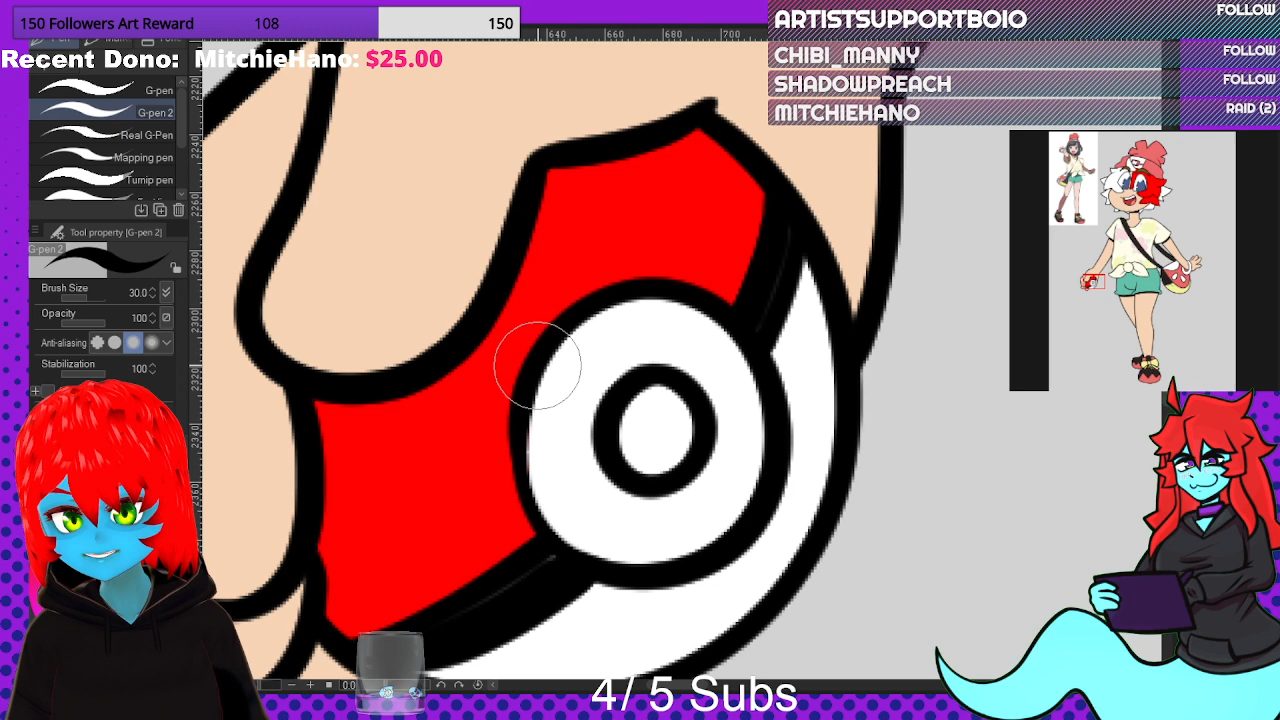 150 Followers Art Reward 108 150
Recent Dono: MitchieHano: $25.00
ARTISTSUPPORTBOIO FOLLOW
CHIBI_MANNY FOLLOW
SHADOWPREACH FOLLOW
MITCHIEHANO RAID (2)
640 660 680 700
G-pen
G-pen 2
Real G-Pen
Mapping pen
Turnip pen
Tool property [G-pen 2]
G-pen 2
Brush Size 30.0
Opacity 100
Anti-aliasing
Stabilization 100
4/ 5 Subs